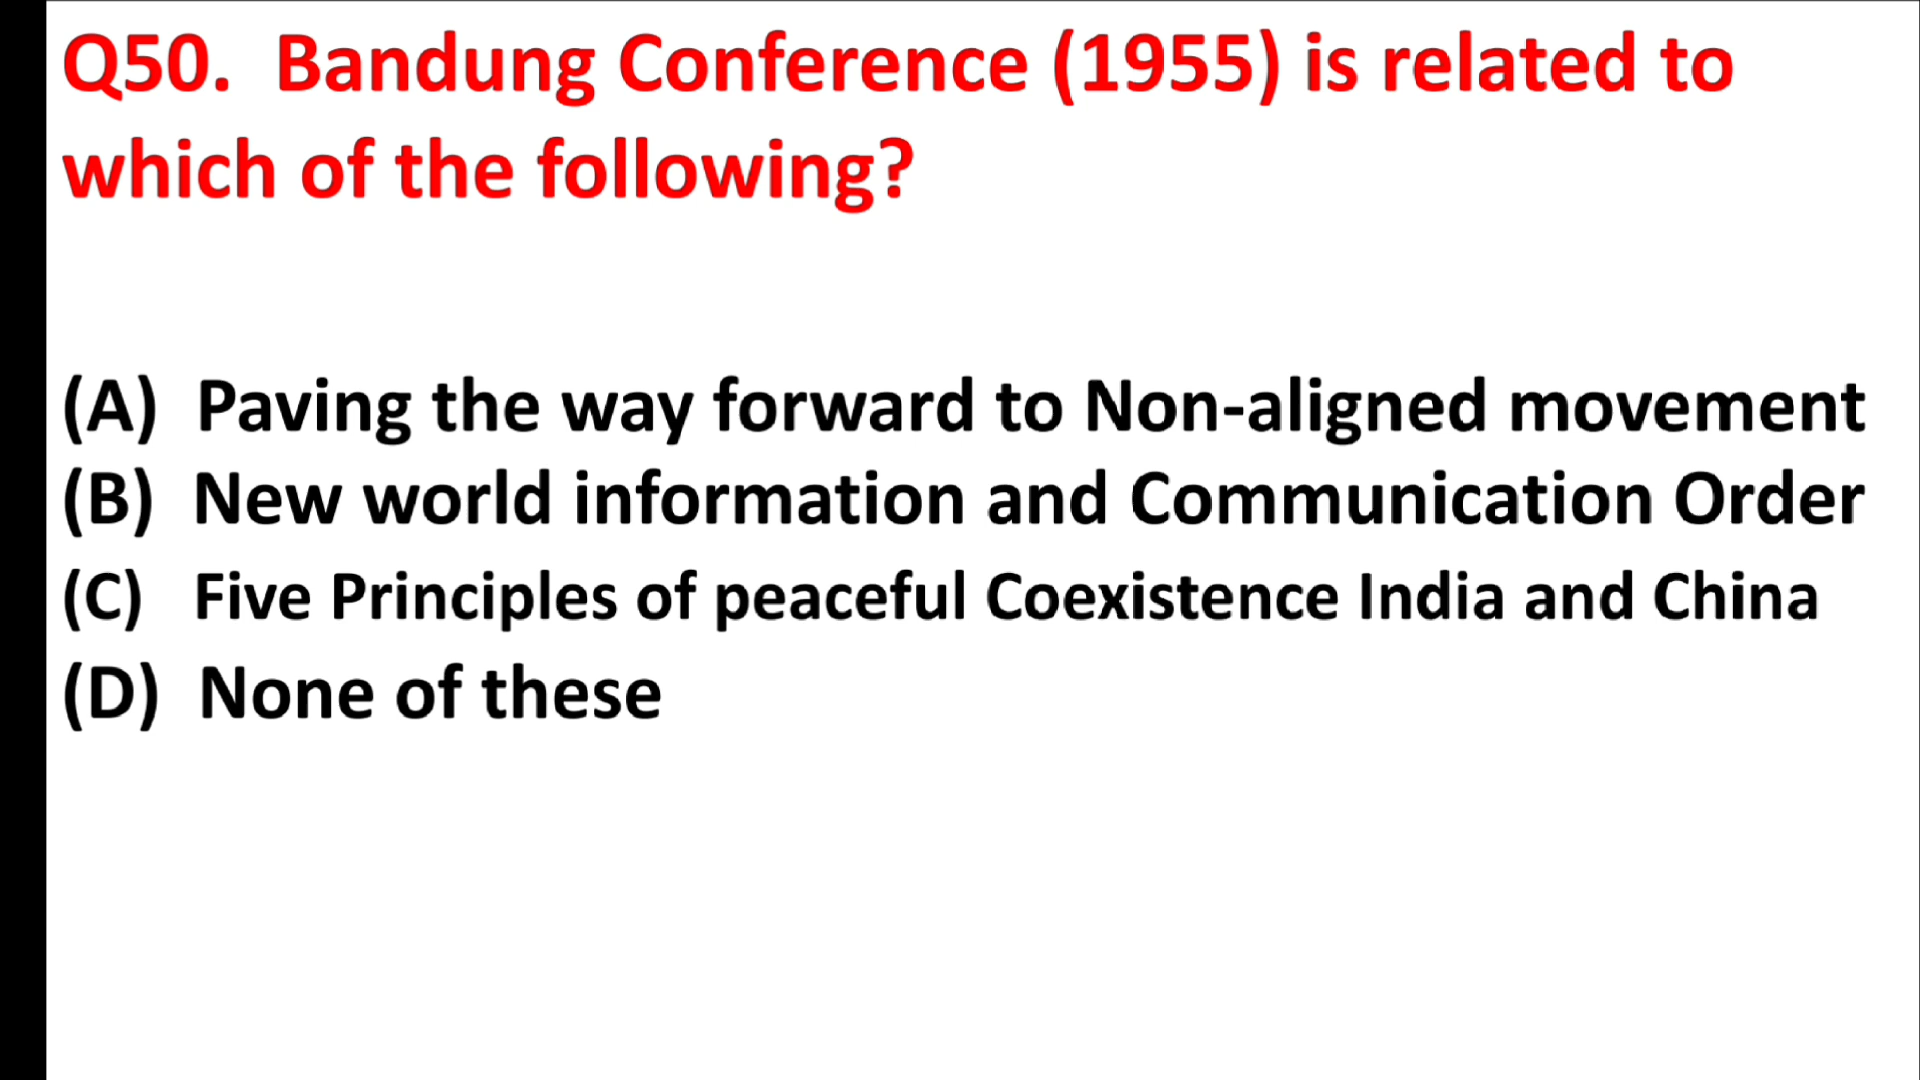 Q50. Bandung Conference (1955) is related to
which of the following?
(A) Paving the way forward to Non-aligned movement
(B) New world information and Communication Order
(C) Five Principles of peaceful Coexistence India and China
(D) None of these